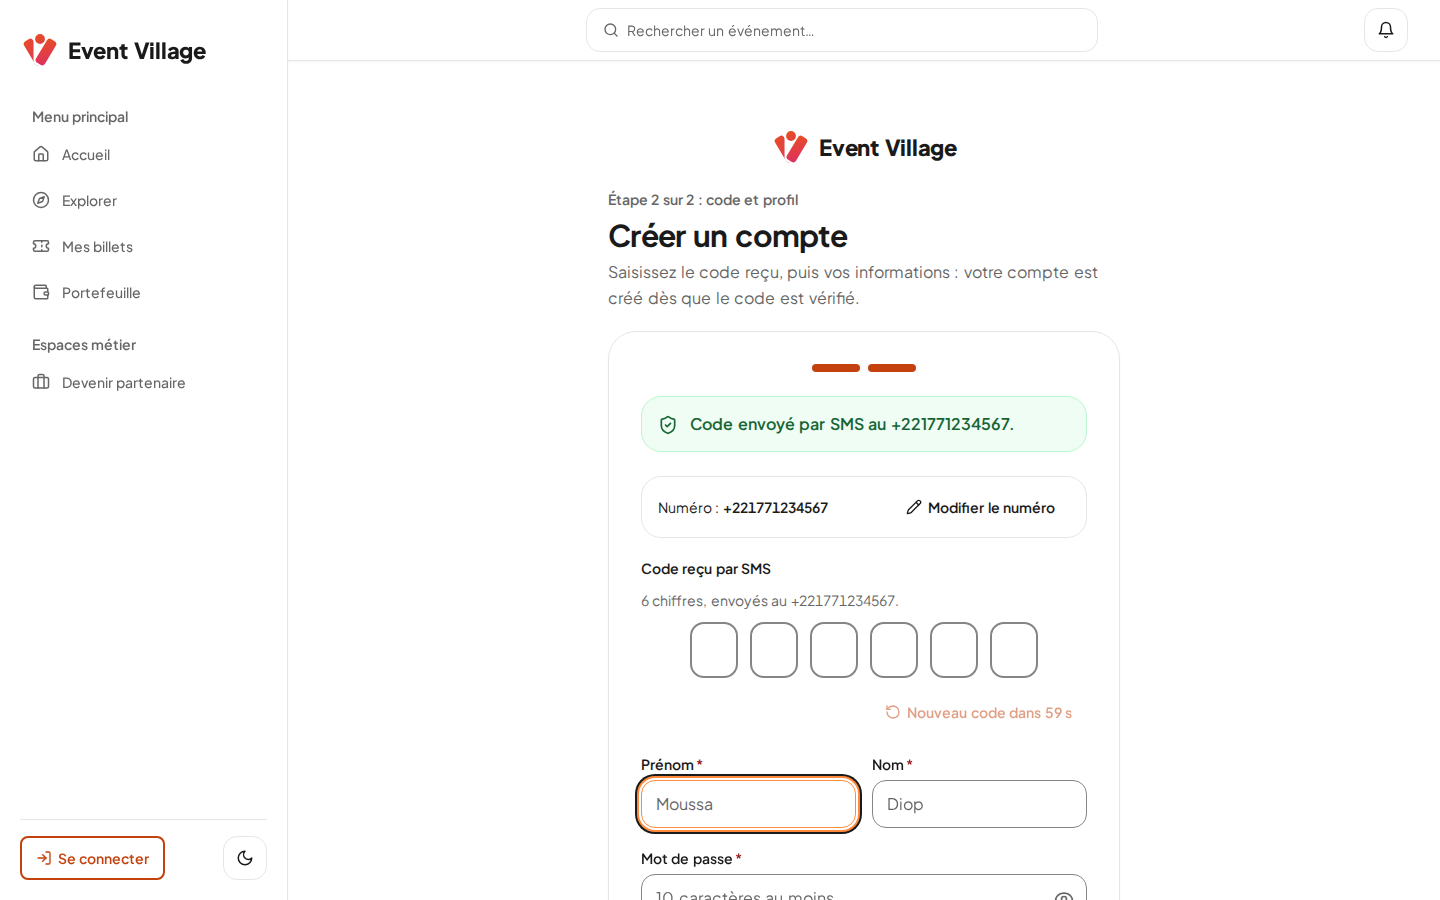 Event Village
Rechercher un événement…
Menu principal
Accueil
Explorer
Mes billets
Portefeuille
Espaces métier
Devenir partenaire
Se connecter
Event Village
Étape 2 sur 2 : code et profil
Créer un compte
Saisissez le code reçu, puis vos informations : votre compte est
créé dès que le code est vérifié.
Code envoyé par SMS au +221771234567.
Numéro : +221771234567
Modifier le numéro
Code reçu par SMS
6 chiffres, envoyés au +221771234567.
Nouveau code dans 59 s
Prénom *
Nom *
Moussa
Diop
Mot de passe *
10 caractères au moins